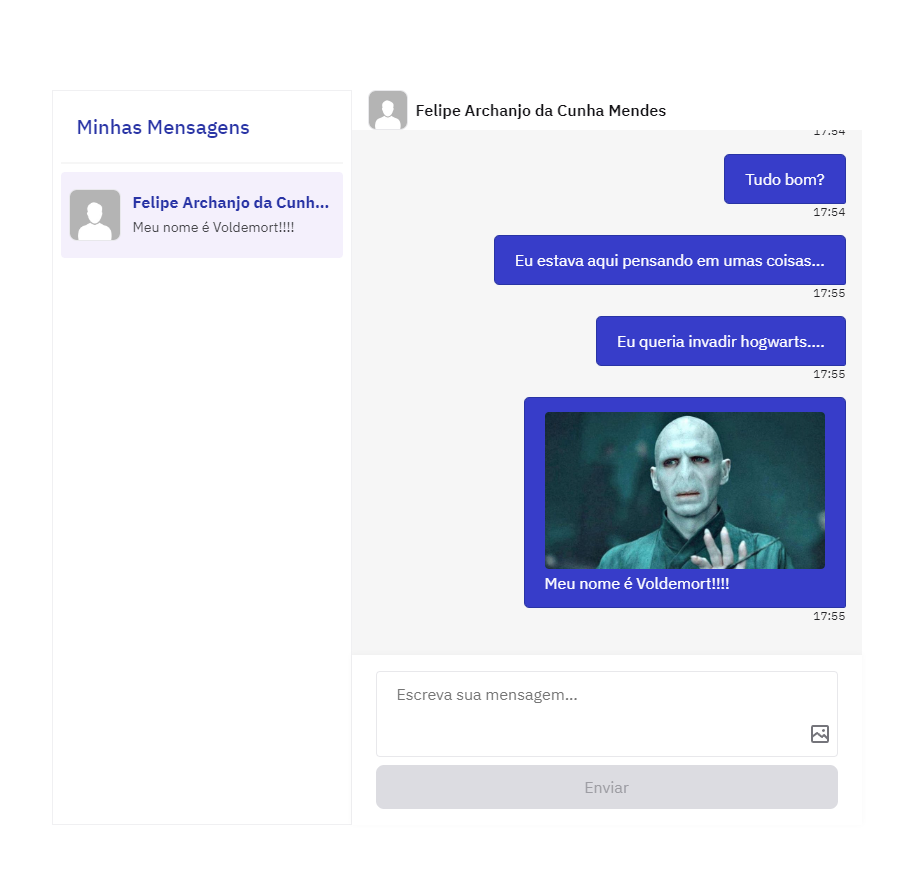 Minhas Mensagens
Felipe Archanjo da Cunh...
Meu nome é Voldemort!!!!
Felipe Archanjo da Cunha Mendes
17:54
Tudo bom?
17:54
Eu estava aqui pensando em umas coisas...
17:55
Eu queria invadir hogwarts....
17:55
Meu nome é Voldemort!!!!
17:55
Escreva sua mensagem...
Enviar